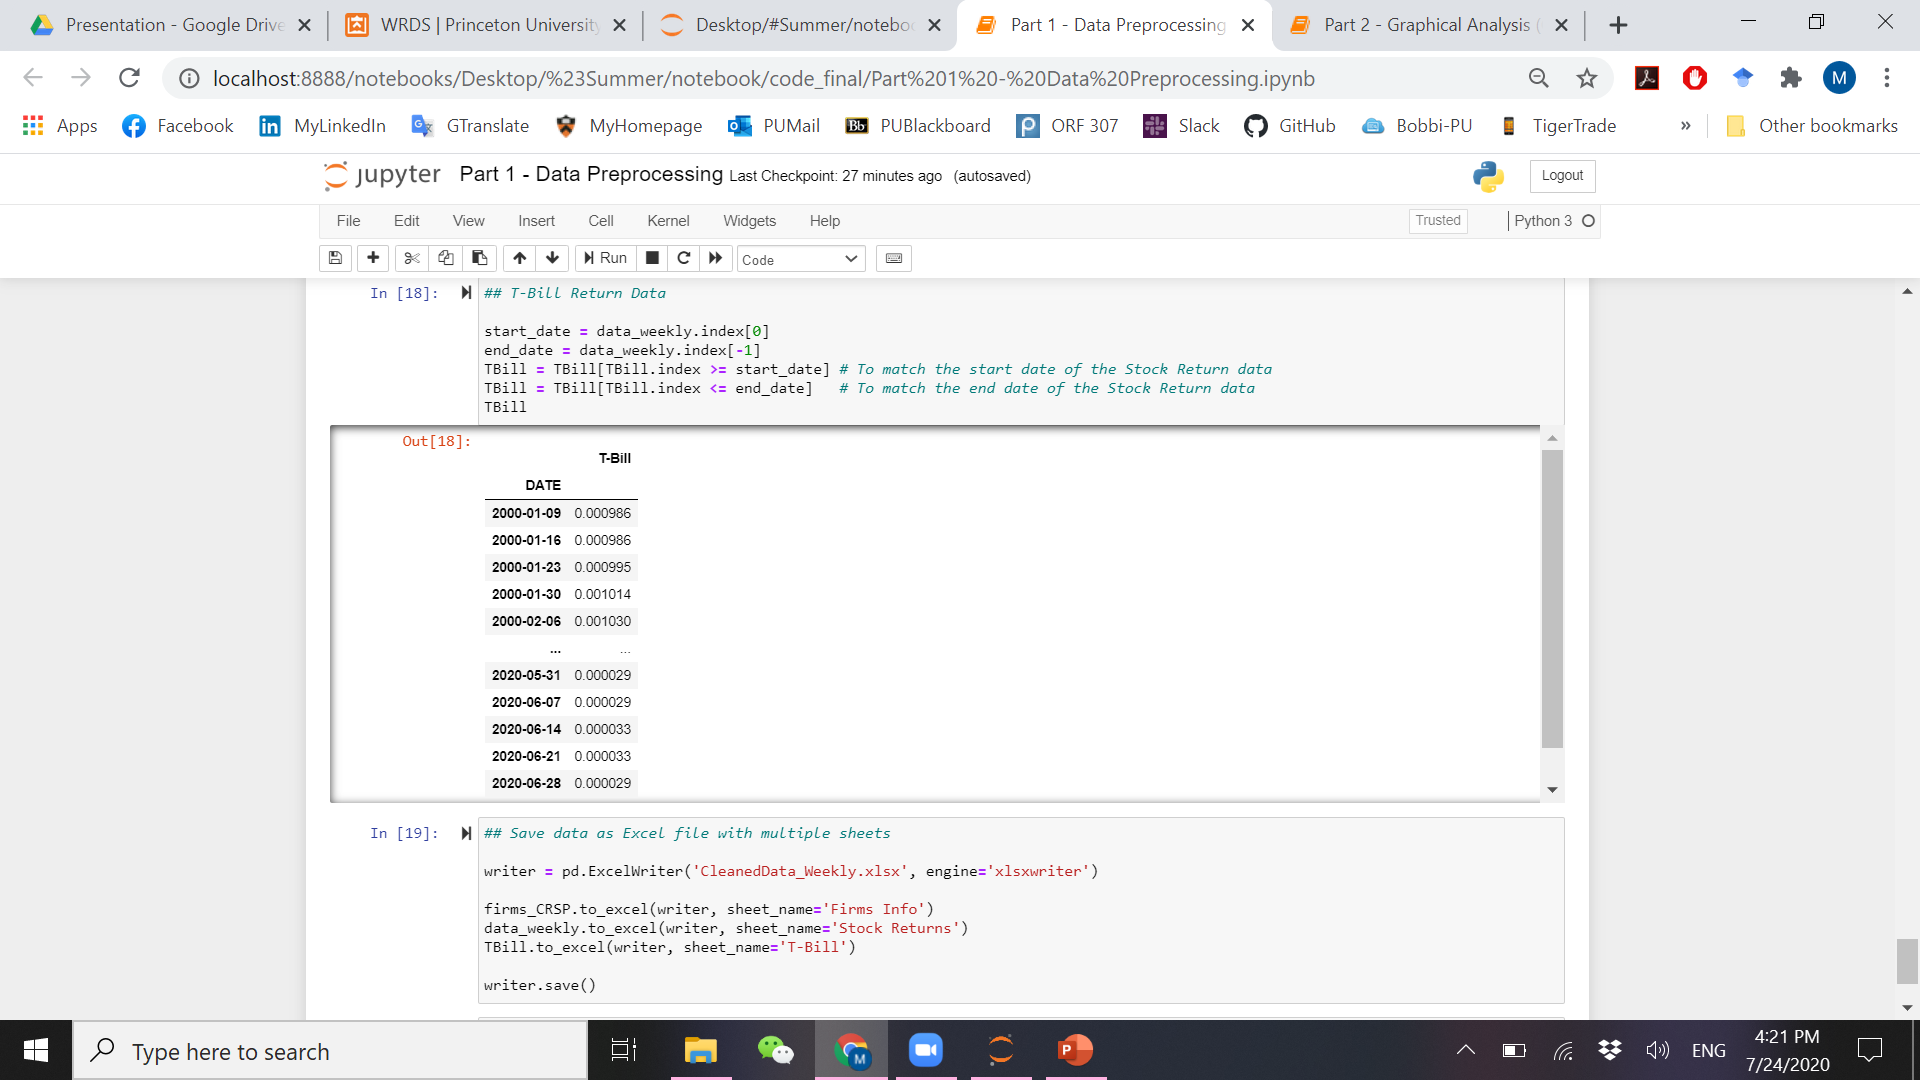 Presentation - Google Drive
WRDS | Princeton University
Desktop/#Summer/notebo
Part 1 - Data Preprocessing
Part 2 - Graphical Analysis (
localhost:8888/notebooks/Desktop/%23Summer/notebook/code_final/Part%201%20-%20Data%20Preprocessing.ipynb
M
Apps
Facebook
MyLinkedIn
GTranslate
MyHomepage
PUMail
Bb PUBlackboard
ORF 307
Slack
GitHub
Bobbi-PU
TigerTrade
»
Other bookmarks
jupyter Part 1 - Data Preprocessing Last Checkpoint: 27 minutes ago (autosaved)
Logout
File Edit View Insert Cell Kernel Widgets Help
Trusted
Python 3
Run
Code
In [18]:
## T-Bill Return Data
start_date = data_weekly.index[0]
end_date = data_weekly.index[-1]
TBill = TBill[TBill.index >= start_date] # To match the start date of the Stock Return data
TBill = TBill[TBill.index <= end_date]   # To match the end date of the Stock Return data
TBill
Out[18]:
T-Bill
DATE
2000-01-09 0.000986
2000-01-16 0.000986
2000-01-23 0.000995
2000-01-30 0.001014
2000-02-06 0.001030
... ...
2020-05-31 0.000029
2020-06-07 0.000029
2020-06-14 0.000033
2020-06-21 0.000033
2020-06-28 0.000029
In [19]:
## Save data as Excel file with multiple sheets
writer = pd.ExcelWriter('CleanedData_Weekly.xlsx', engine='xlsxwriter')
firms_CRSP.to_excel(writer, sheet_name='Firms Info')
data_weekly.to_excel(writer, sheet_name='Stock Returns')
TBill.to_excel(writer, sheet_name='T-Bill')
writer.save()
Type here to search
M
P
ENG
4:21 PM
7/24/2020